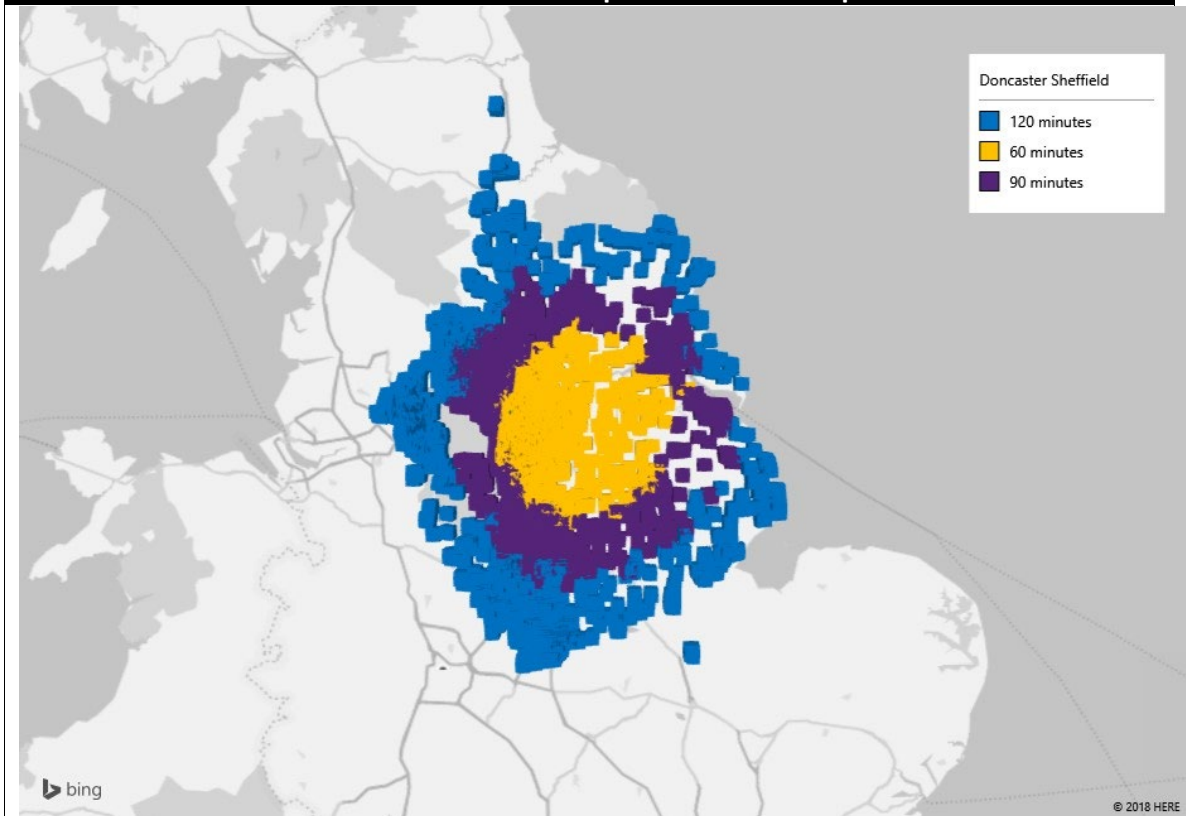 Doncaster Sheffield
120 minutes
60 minutes
90 minutes
bing
© 2018 HERE